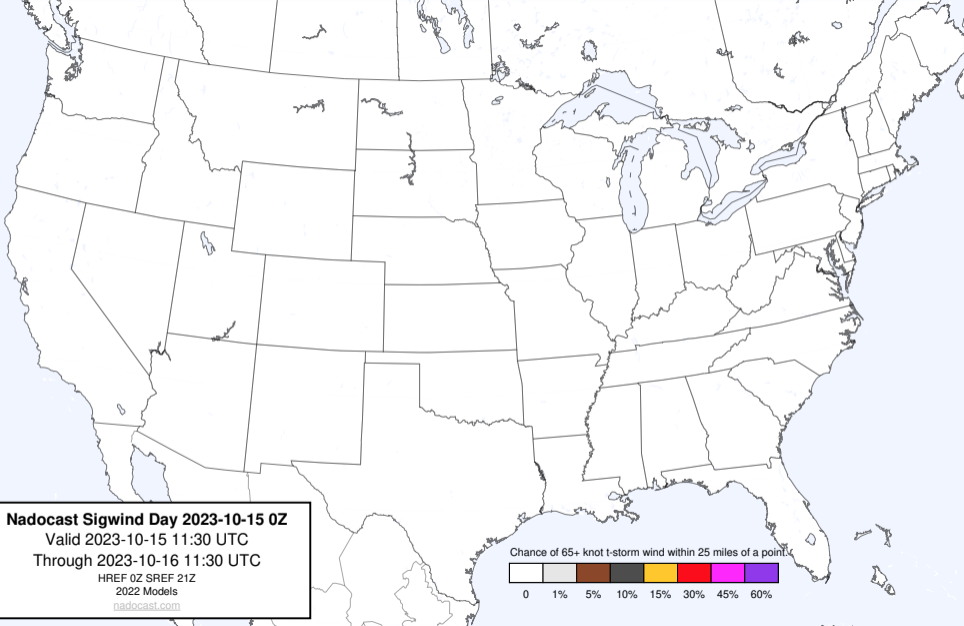 Nadocast Sigwind Day 2023-10-15 0Z
Valid 2023-10-15 11:30 UTC
Through 2023-10-16 11:30 UTC
HREF 0Z SREF 21Z
2022 Models
nadocast.com
Chance of 65+ knot t-storm wind within 25 miles of a point.
0 1% 5% 10% 15% 30% 45% 60%